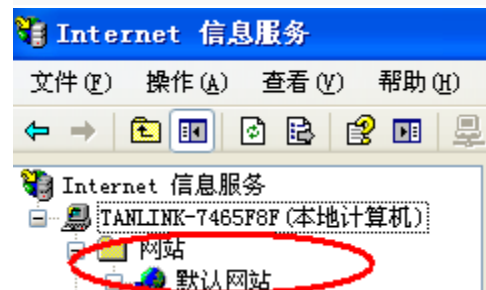 Internet 信息服务
文件(F) 操作(A) 查看(V) 帮助(H)
Internet 信息服务
TANLINK-7465F8F(本地计算机)
网站
默认网站